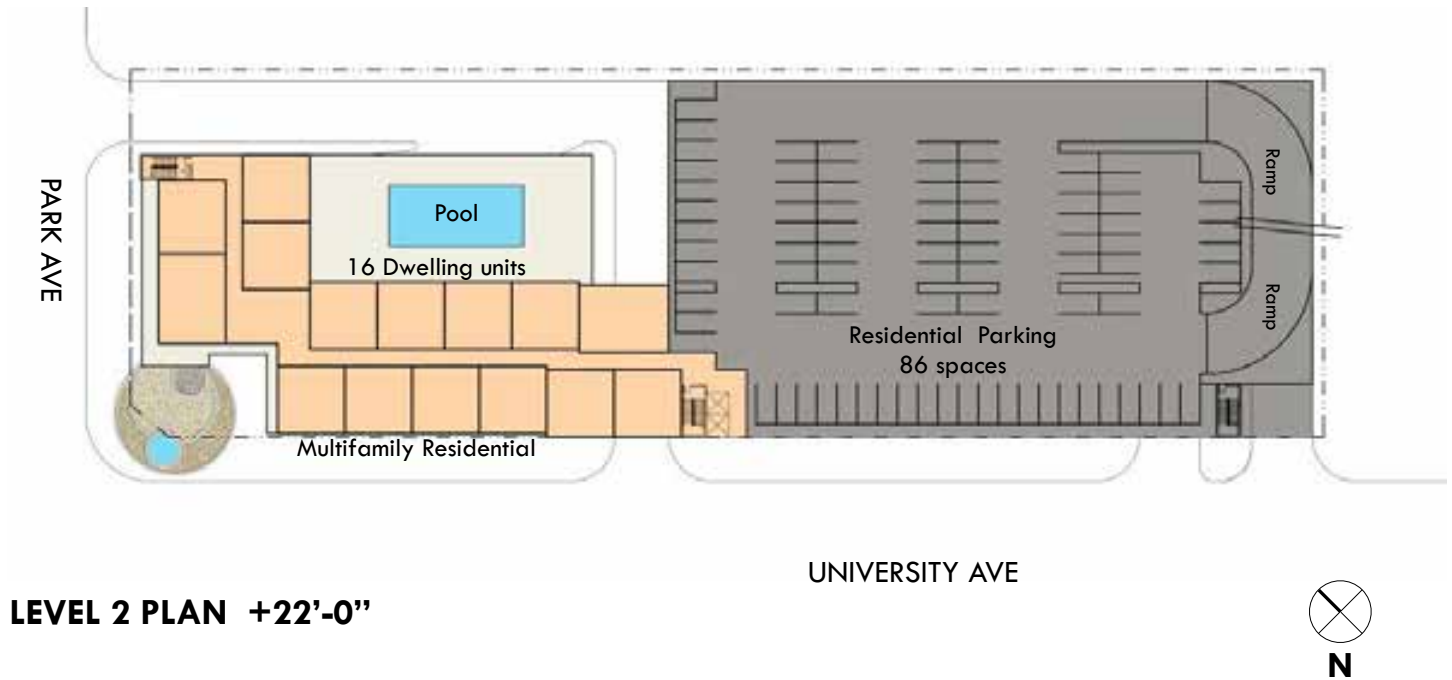 PARK AVE
Pool
16 Dwelling units
Multifamily Residential
Residential Parking
86 spaces
Ramp
Ramp
UNIVERSITY AVE
LEVEL 2 PLAN +22'-0"
N